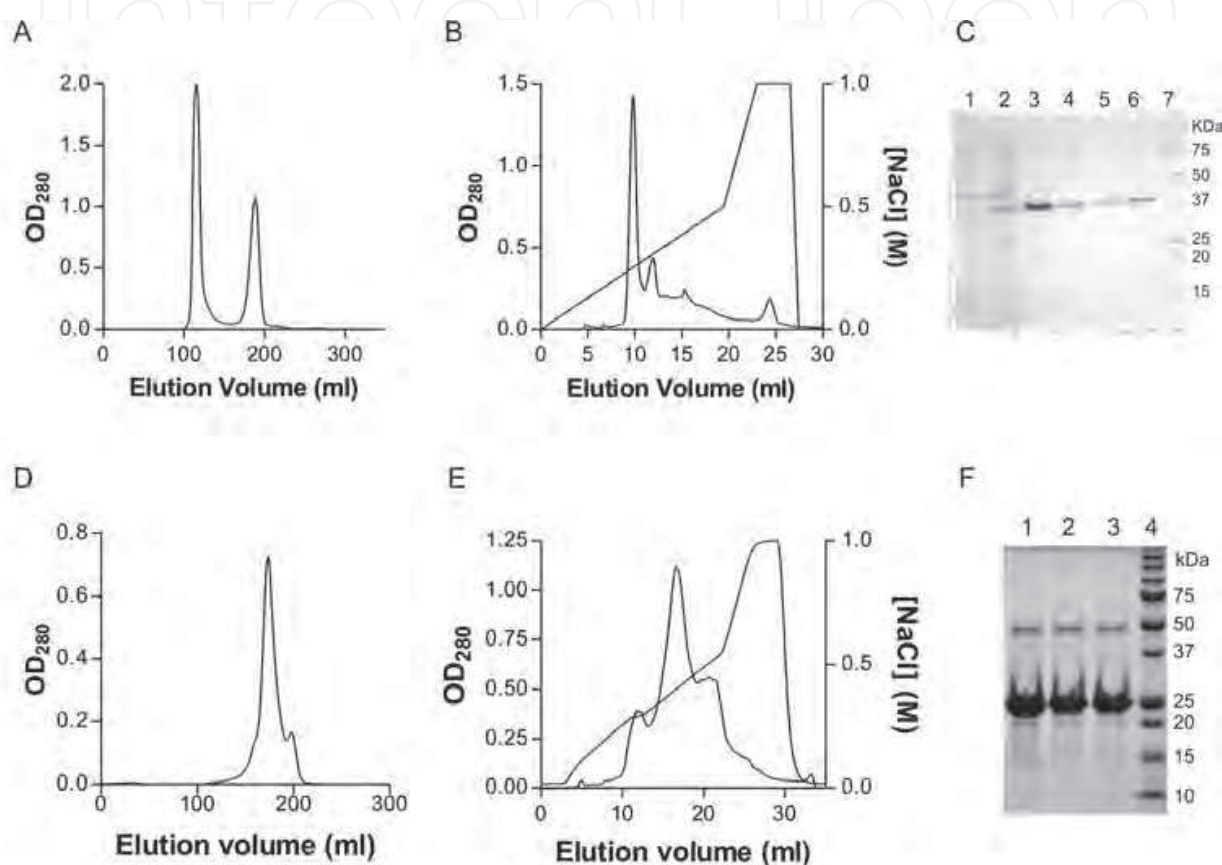 A
2.0
1.5
1.0
0.5
0.0
OD280
0 100 200 300
Elution Volume (ml)
B
1.5
1.0
0.5
0.0
OD280
1.0
0.5
0.0
[NaCl] (M)
0 5 10 15 20 25 30
Elution Volume (ml)
C
1 2 3 4 5 6 7
KDa
75
50
37
25
20
15
D
0.8
0.6
0.4
0.2
0.0
OD280
0 100 200 300
Elution volume (ml)
E
1.25
1.00
0.75
0.50
0.25
0.00
OD280
1.0
0.5
0.0
[NaCl] (M)
0 10 20 30
Elution volume (ml)
F
1 2 3 4
kDa
75
50
37
25
20
15
10